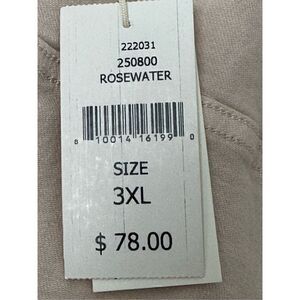 222031
250800
ROSEWATER
8 10014 16199 0
SIZE
3XL
$ 78.00